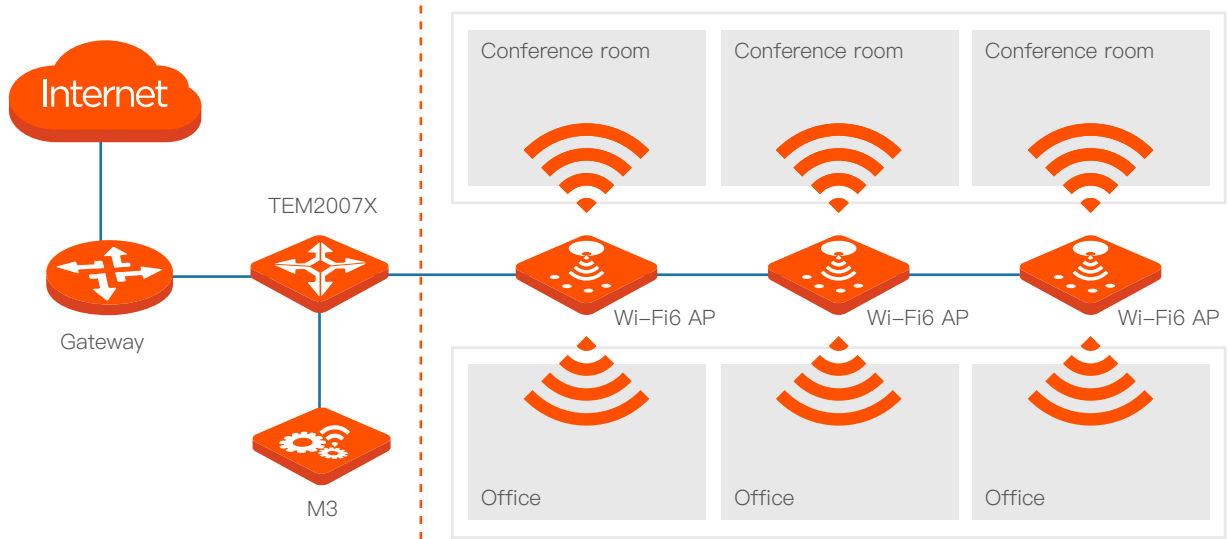 Internet
Conference room
Conference room
Conference room
TEM2007X
Gateway
Wi-Fi6 AP
Wi-Fi6 AP
Wi-Fi6 AP
M3
Office
Office
Office